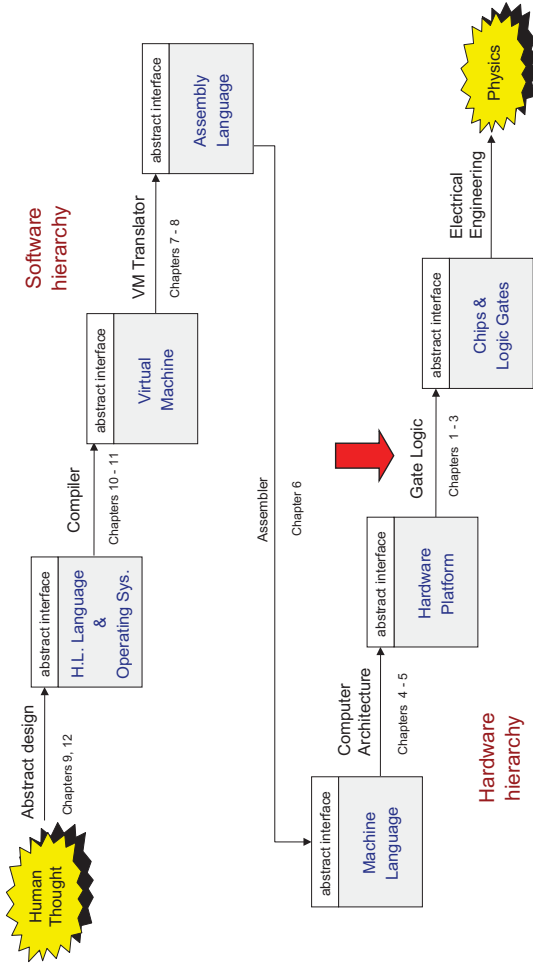 Human
Thought
Abstract design
Chapters 9, 12
abstract interface
H.L. Language
&
Operating Sys.
Compiler
Chapters 10 - 11
abstract interface
Virtual
Machine
Software
hierarchy
VM Translator
Chapters 7 - 8
abstract interface
Assembly
Language
Assembler
Chapter 6
abstract interface
Machine
Language
Computer
Architecture
Chapters 4 - 5
Hardware
hierarchy
abstract interface
Hardware
Platform
Gate Logic
Chapters 1 - 3
abstract interface
Chips &
Logic Gates
Electrical
Engineering
Physics